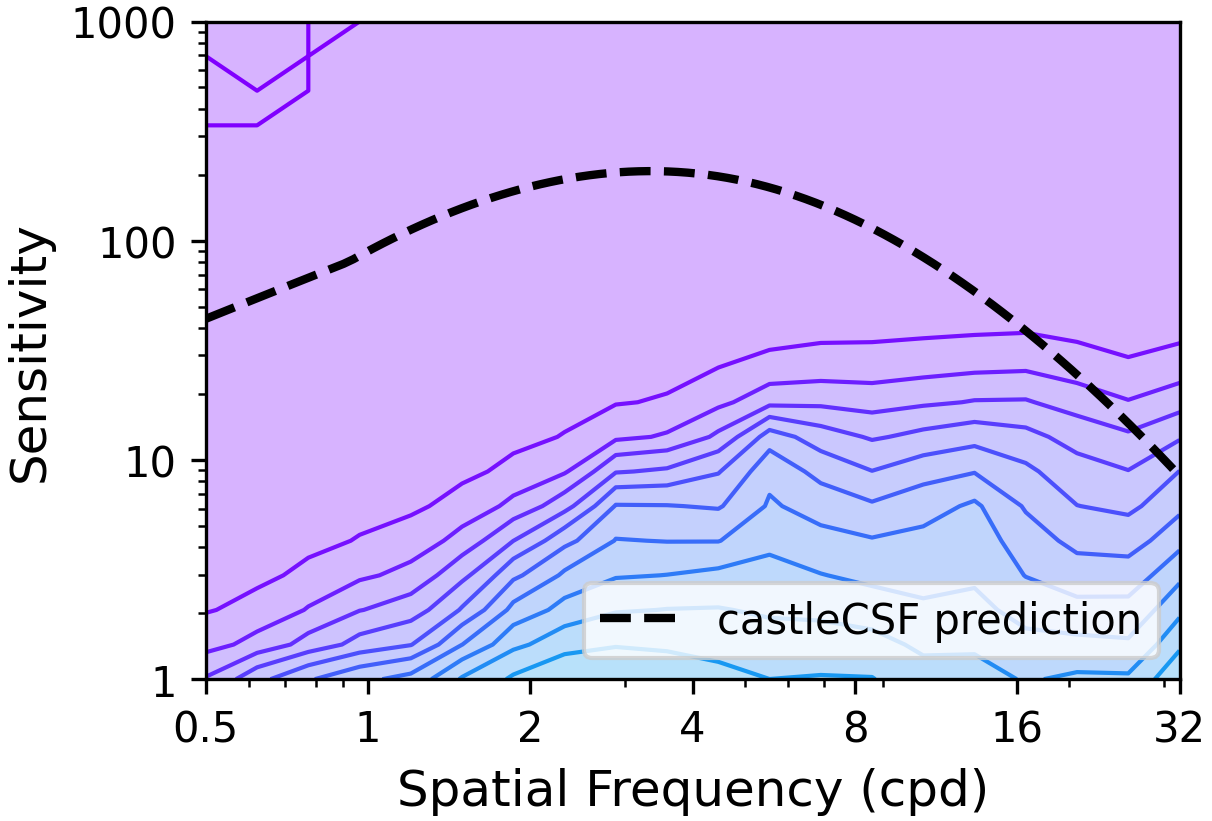 1000
100
10
1
Sensitivity
castleCSF prediction
0.5 1 2 4 8 16 32
Spatial Frequency (cpd)